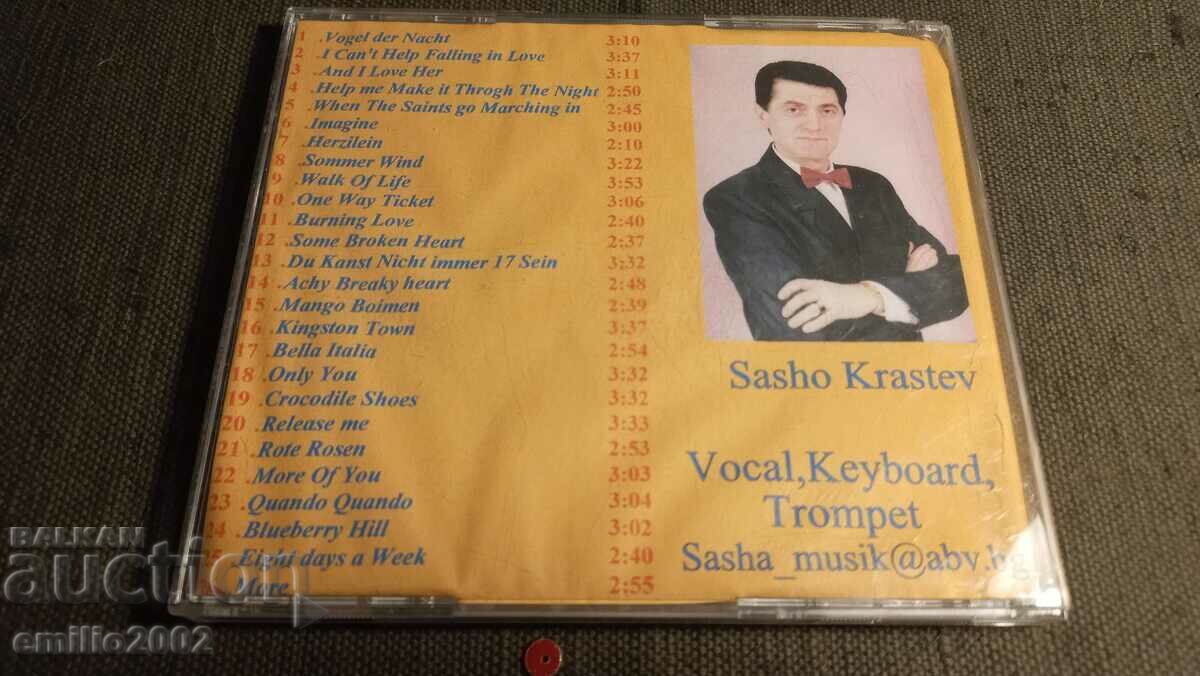 1 .Vogel der Nacht 3:10
2 .I Can't Help Falling in Love 3:37
3 .And I Love Her 3:11
4 .Help me Make it Throgh The Night 2:50
5 .When The Saints go Marching in 2:45
6 .Imagine 3:00
7 .Herzilein 2:10
8 .Sommer Wind 3:22
9 .Walk Of Life 3:53
10 .One Way Ticket 3:06
11 .Burning Love 2:40
12 .Some Broken Heart 2:37
13 .Du Kanst Nicht immer 17 Sein 3:32
14 .Achy Breaky heart 2:48
15 .Mango Boimen 2:39
16 .Kingston Town 3:37
17 .Bella Italia 2:54
18 .Only You 3:32
19 .Crocodile Shoes 3:32
20 .Release me 3:33
21 .Rote Rosen 2:53
22 .More Of You 3:03
23 .Quando Quando 3:04
24 .Blueberry Hill 3:02
5 .Eight days a Week 2:40
More 2:55
Sasho Krastev
Vocal,Keyboard,
Trompet
Sasha_musik@abv.bg
BALKAN
auction
emilio2002